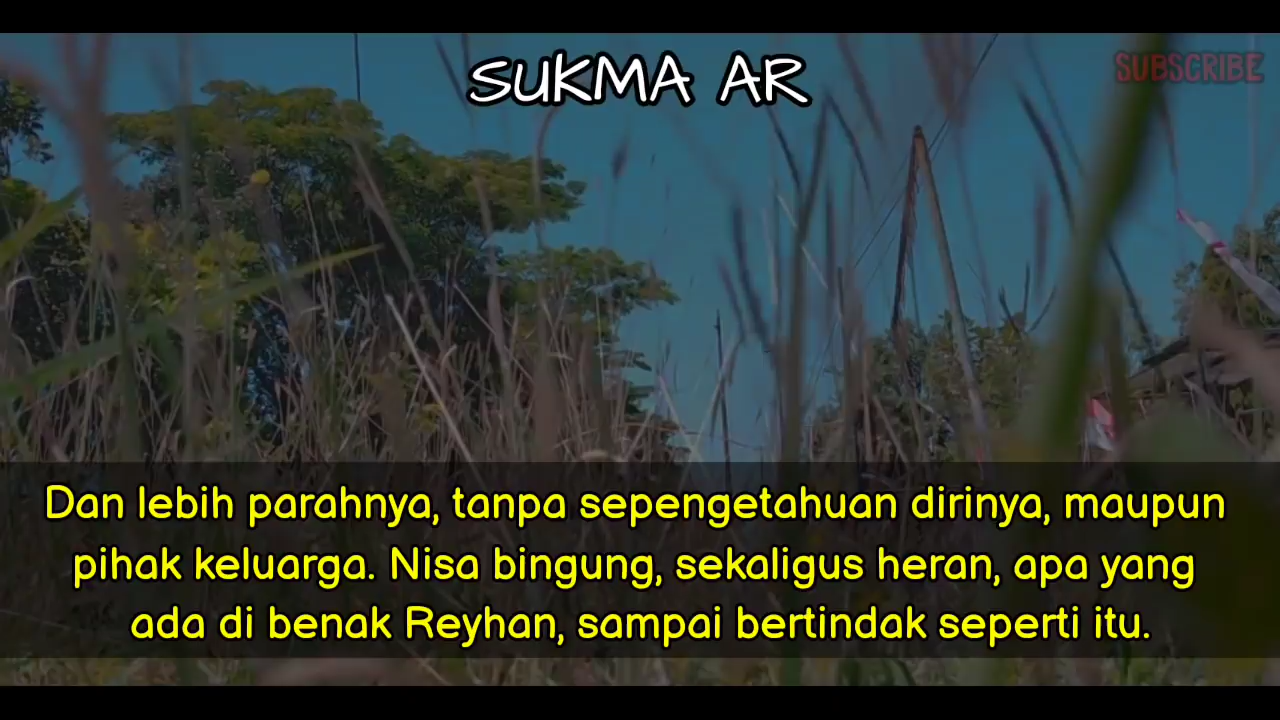 SUKMA AR
SUBSCRIBE
Dan lebih parahnya, tanpa sepengetahuan dirinya, maupun
pihak keluarga. Nisa bingung, sekaligus heran, apa yang
ada di benak Reyhan, sampai bertindak seperti itu.